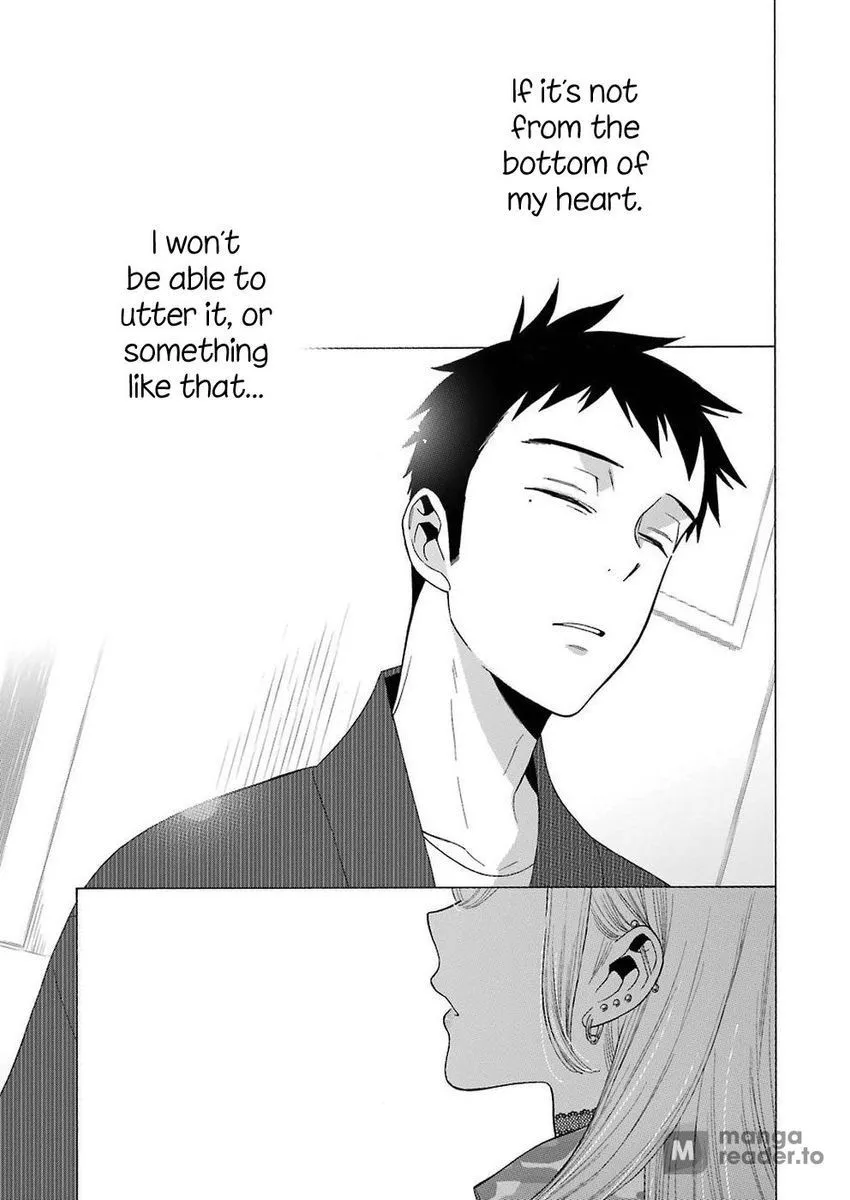 If it's not
from the
bottom of
my heart.
I won't
be able to
utter it, or
something
like that...
M manga
reader.to